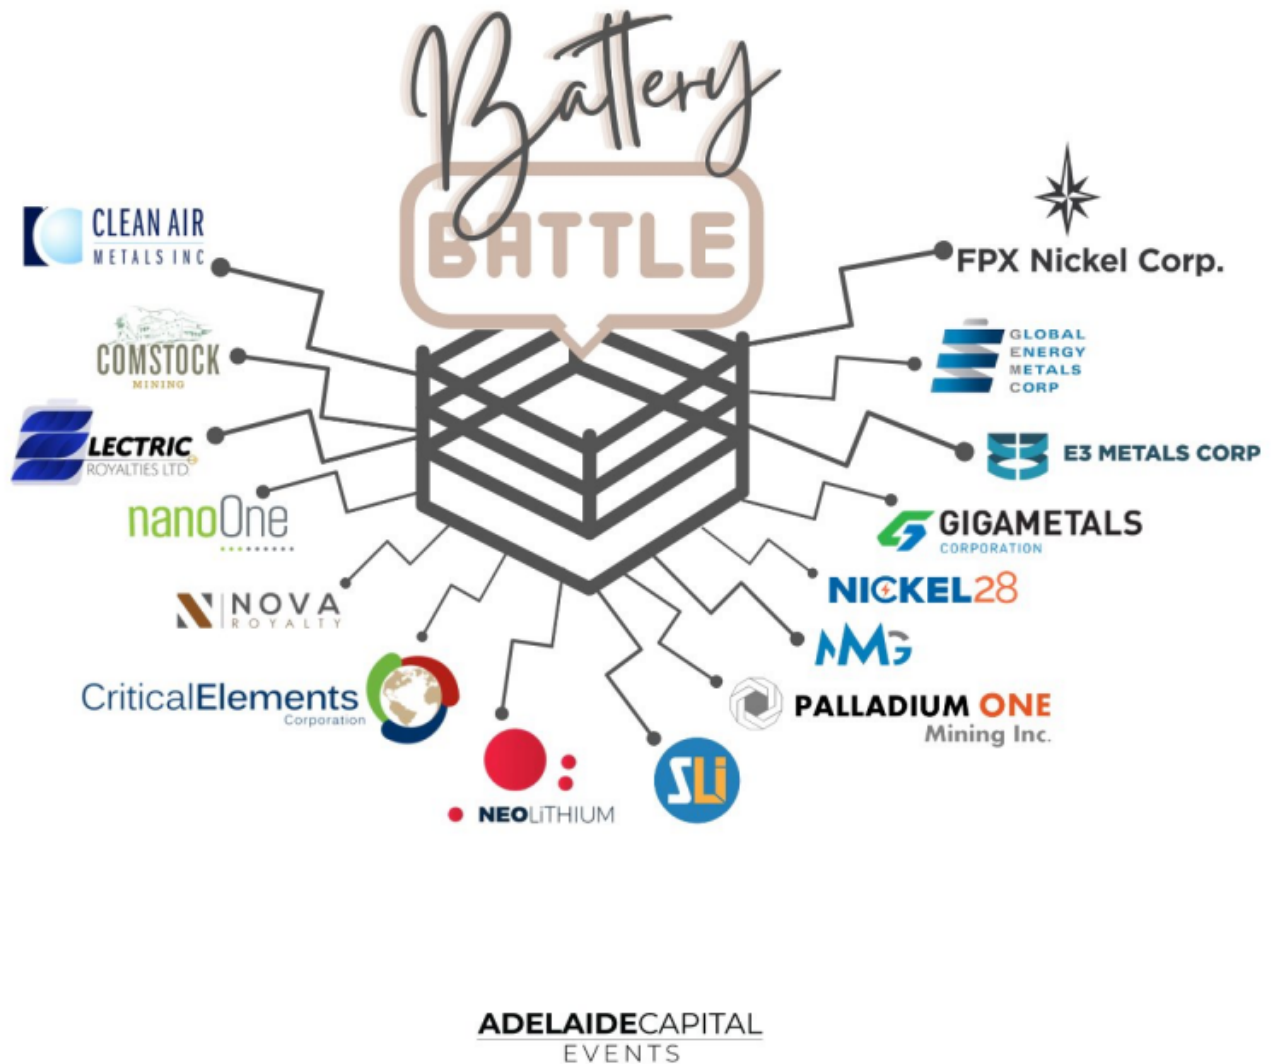 Battery
BATTLE
CLEAN AIR
METALS INC
COMSTOCK
MINING
ELECTRIC
ROYALTIES LTD.
nanoOne
NOVA
ROYALTY
CriticalElements
Corporation
NEOLiTHIUM
SLi
PALLADIUM ONE
Mining Inc.
NMG
NICKEL28
GIGAMETALS
CORPORATION
E3 METALS CORP
GLOBAL
ENERGY
METALS
CORP
FPX Nickel Corp.
ADELAIDECAPITAL
EVENTS